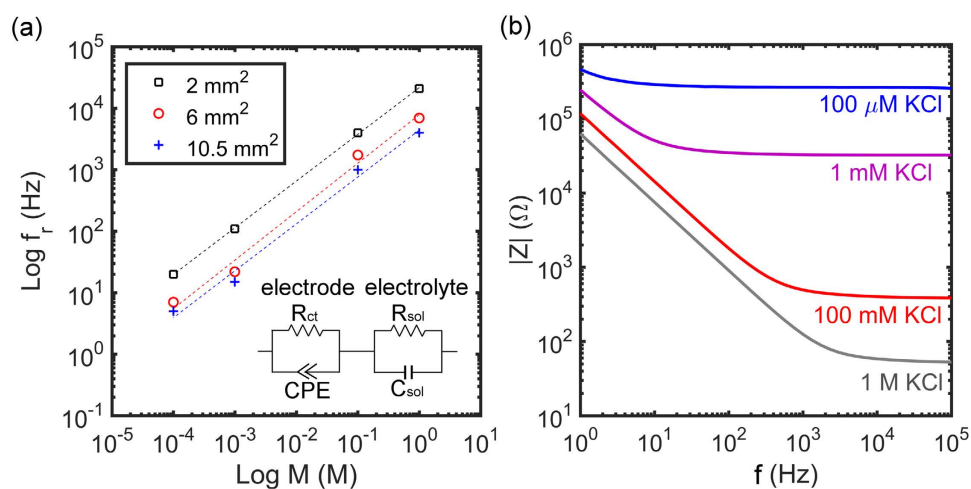 (a)
10^5
10^4
10^3
10^2
10^1
10^0
10^-1
Log f_r (Hz)
2 mm^2
6 mm^2
10.5 mm^2
electrode electrolyte
R_ct R_sol
CPE C_sol
10^-5 10^-4 10^-3 10^-2 10^-1 10^0 10^1
Log M (M)
(b)
10^6
10^5
10^4
10^3
10^2
10^1
|Z| (Ω)
100 μM KCl
1 mM KCl
100 mM KCl
1 M KCl
10^0 10^1 10^2 10^3 10^4 10^5
f (Hz)